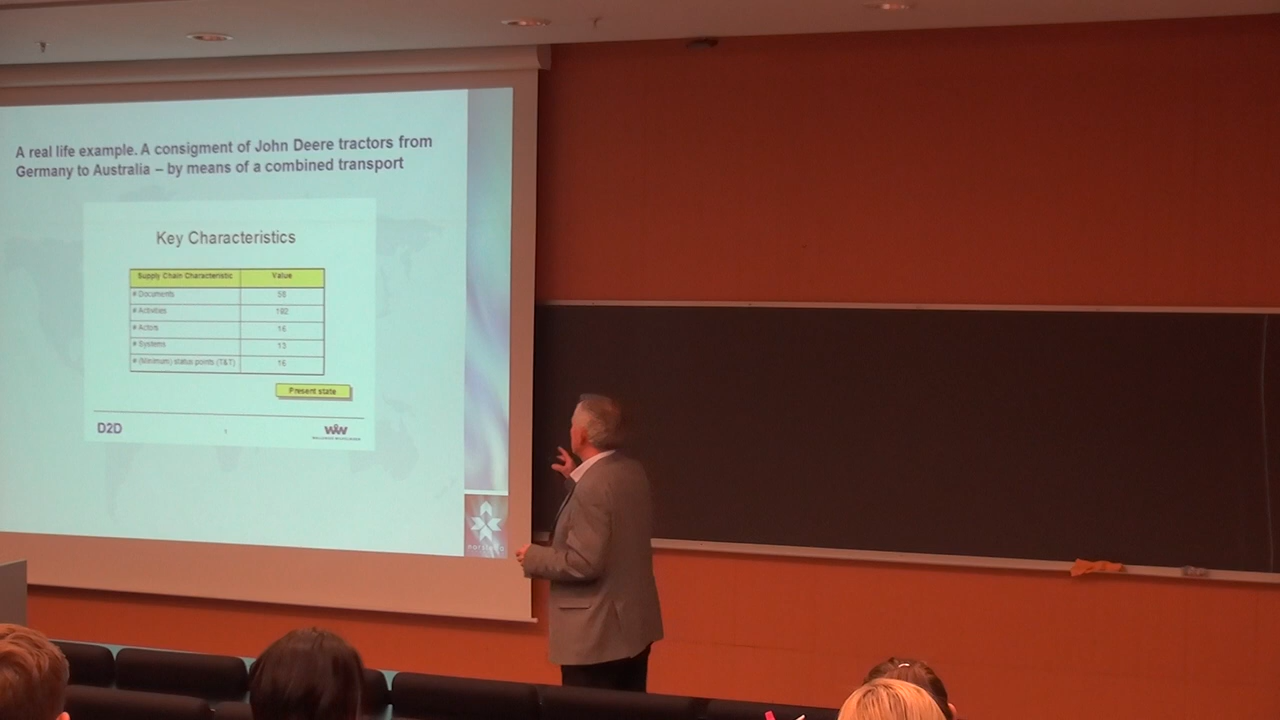 A real life example. A consigment of John Deere tractors from
Germany to Australia – by means of a combined transport
Key Characteristics
Supply Chain Characteristic Value
# Documents 58
# Activities 192
# Actors 16
# Systems 13
# (Minimum) status points (T&T) 16
Present state
D2D